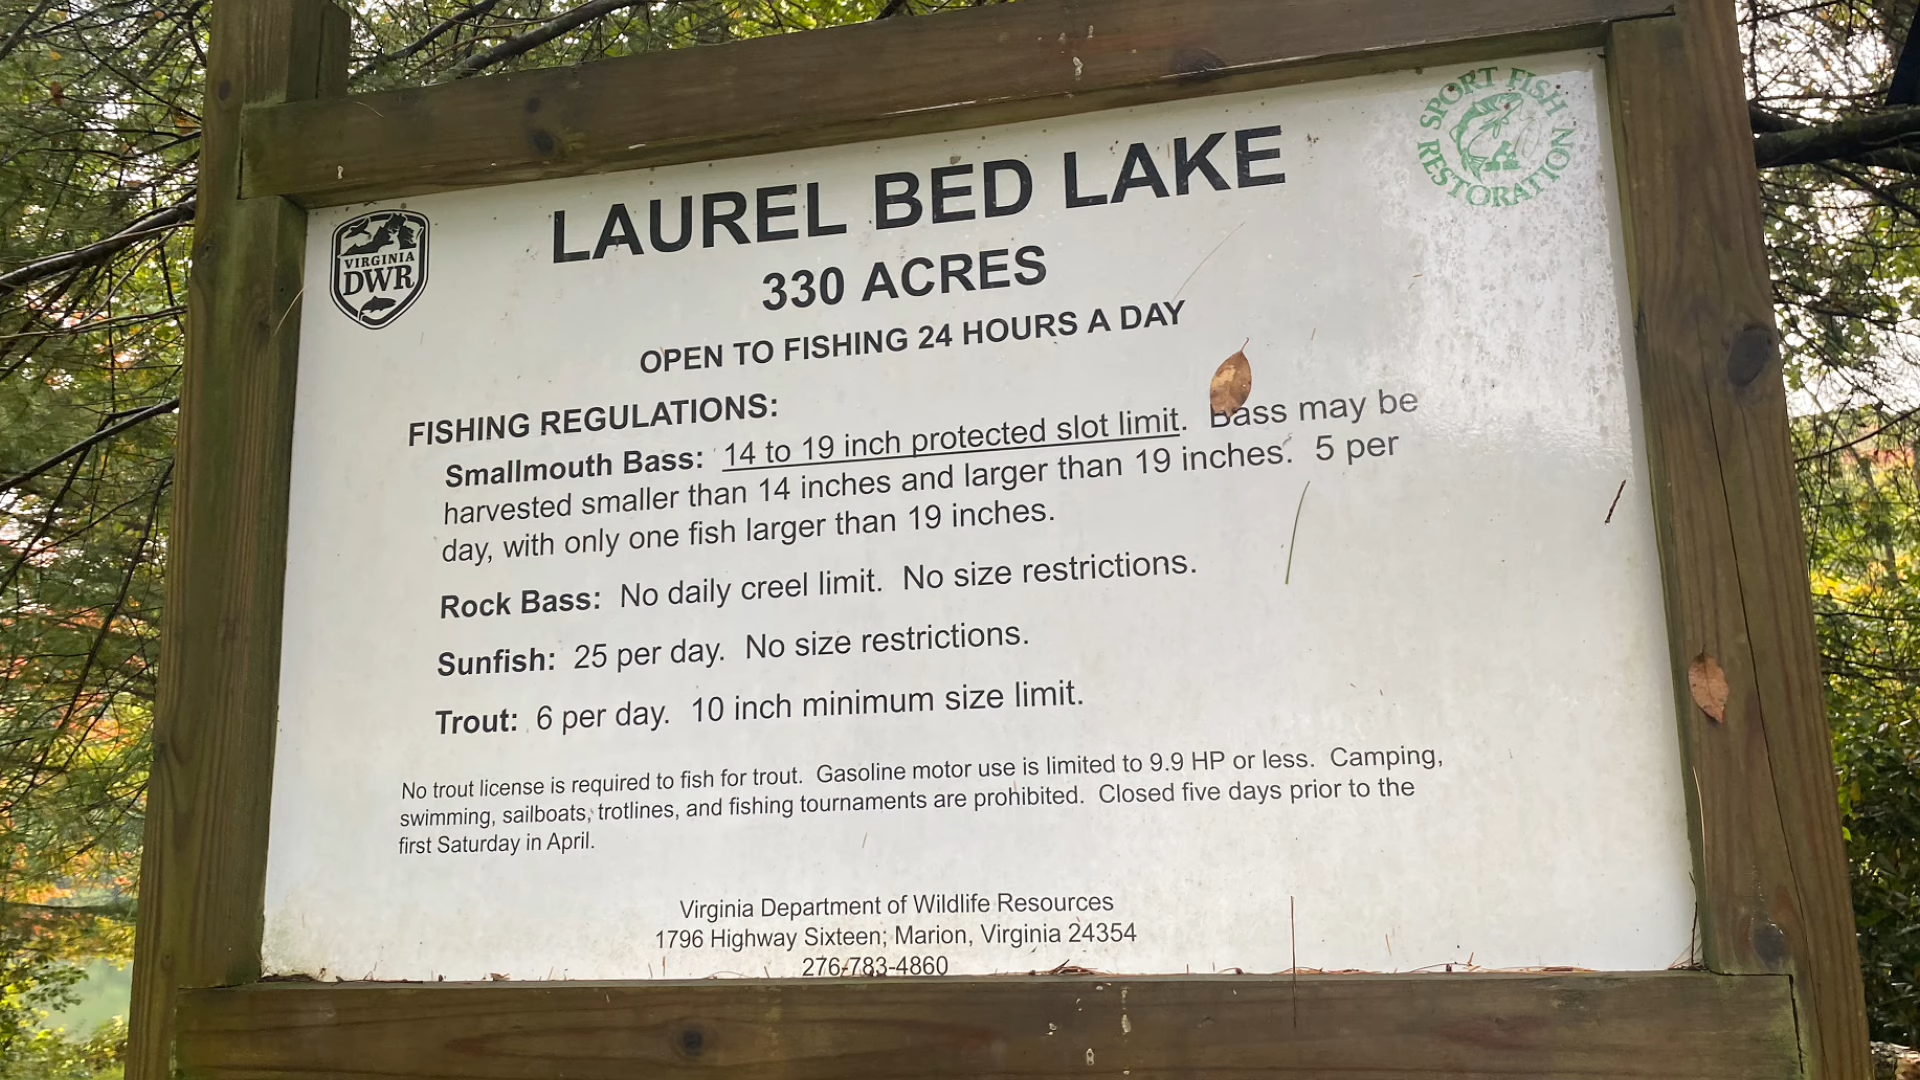 SPORT FISH RESTORATION
VIRGINIA
DWR
LAUREL BED LAKE
330 ACRES
OPEN TO FISHING 24 HOURS A DAY
FISHING REGULATIONS:
Smallmouth Bass: 14 to 19 inch protected slot limit. Bass may be
harvested smaller than 14 inches and larger than 19 inches. 5 per
day, with only one fish larger than 19 inches.
Rock Bass: No daily creel limit. No size restrictions.
Sunfish: 25 per day. No size restrictions.
Trout: 6 per day. 10 inch minimum size limit.
No trout license is required to fish for trout. Gasoline motor use is limited to 9.9 HP or less. Camping,
swimming, sailboats, trotlines, and fishing tournaments are prohibited. Closed five days prior to the
first Saturday in April.
Virginia Department of Wildlife Resources
1796 Highway Sixteen; Marion, Virginia 24354
276-783-4860